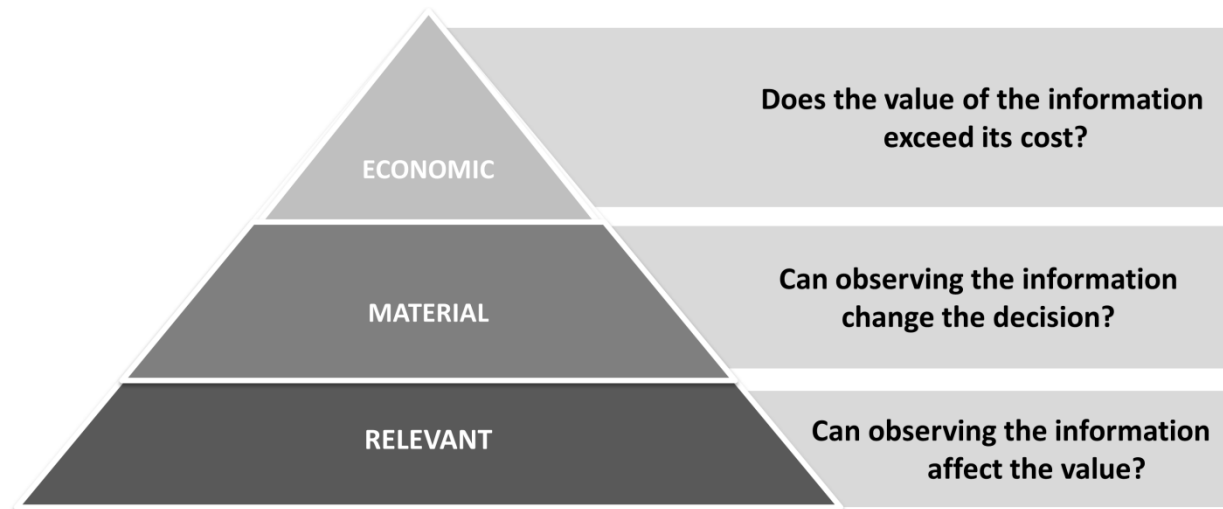 ECONOMIC
Does the value of the information
exceed its cost?
MATERIAL
Can observing the information
change the decision?
RELEVANT
Can observing the information
affect the value?